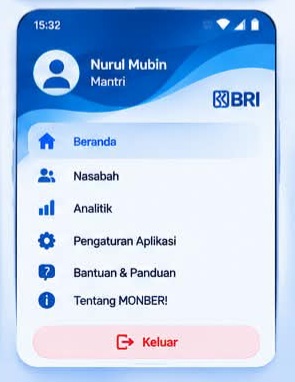 15:32
Nurul Mubin
Mantri
BRI
Beranda
Nasabah
Analitik
Pengaturan Aplikasi
Bantuan & Panduan
Tentang MONBER!
Keluar